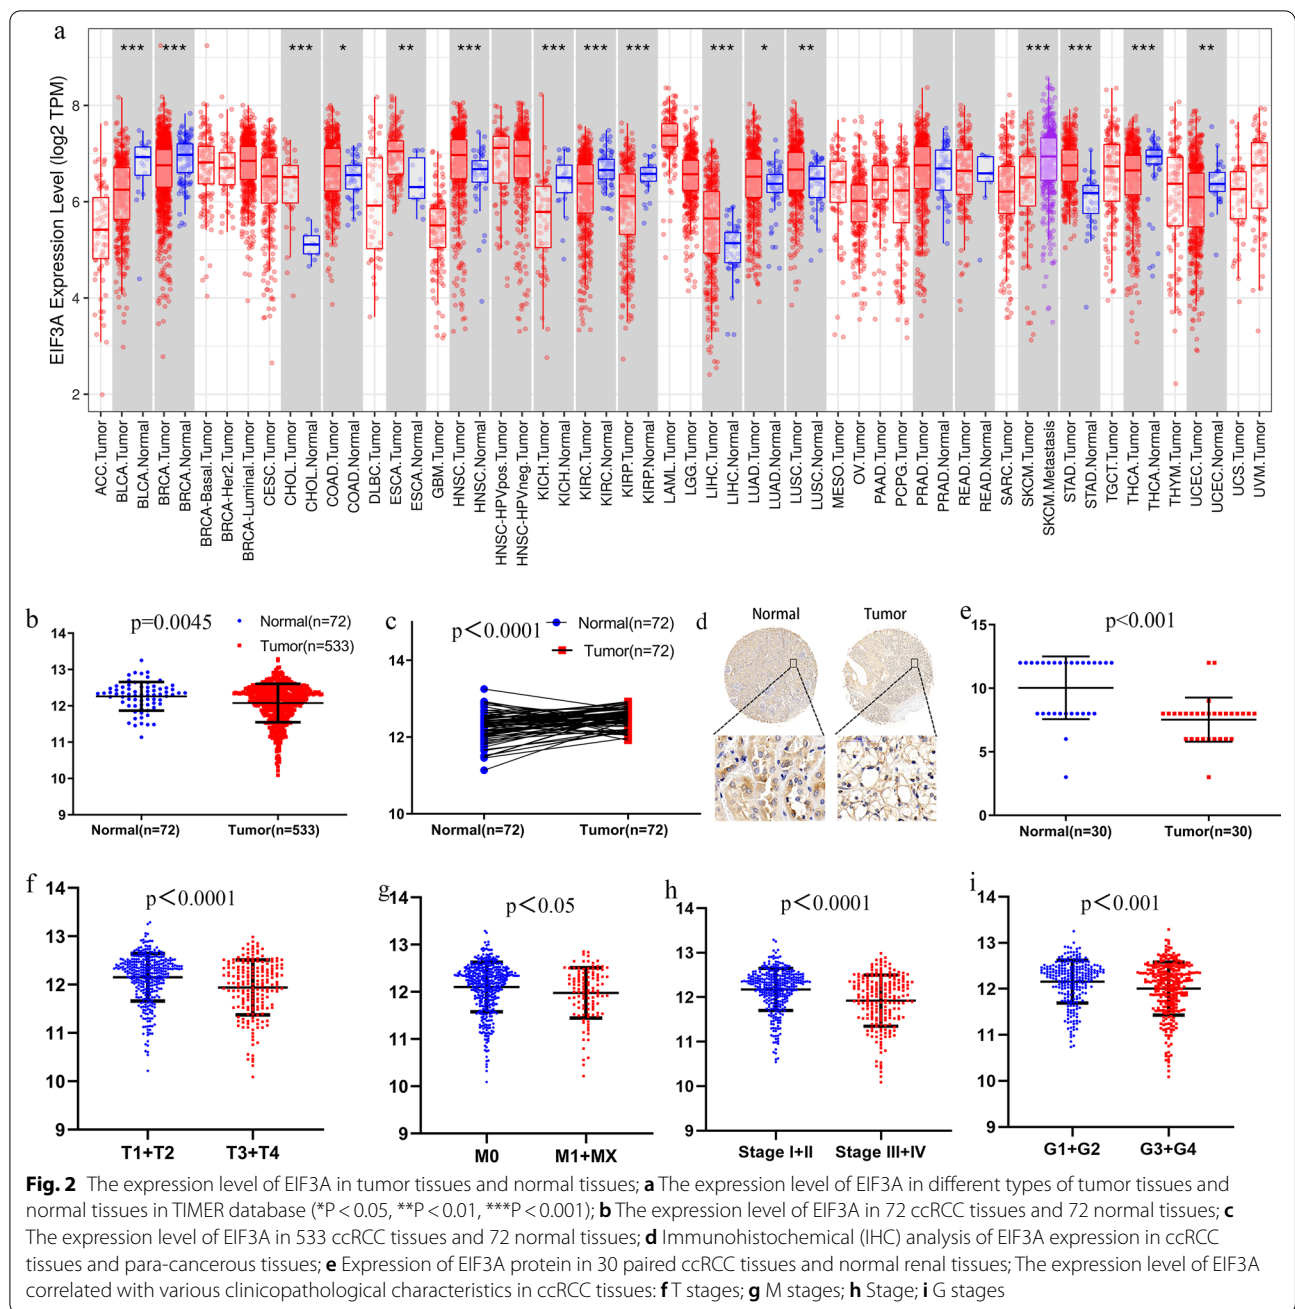 a
EIF3A Expression Level (log2 TPM)
*** *** *** * ** *** *** *** *** *** * ** *** *** *** **
8
6
4
2
ACC.Tumor
BLCA.Tumor
BLCA.Normal
BRCA.Tumor
BRCA.Normal
BRCA-Basal.Tumor
BRCA-Her2.Tumor
BRCA-Luminal.Tumor
CESC.Tumor
CHOL.Tumor
CHOL.Normal
COAD.Tumor
COAD.Normal
DLBC.Tumor
ESCA.Tumor
ESCA.Normal
GBM.Tumor
HNSC.Tumor
HNSC.Normal
HNSC-HPVpos.Tumor
HNSC-HPVneg.Tumor
KICH.Tumor
KICH.Normal
KIRC.Tumor
KIRC.Normal
KIRP.Tumor
KIRP.Normal
LAML.Tumor
LGG.Tumor
LIHC.Tumor
LIHC.Normal
LUAD.Tumor
LUAD.Normal
LUSC.Tumor
LUSC.Normal
MESO.Tumor
OV.Tumor
PAAD.Tumor
PCPG.Tumor
PRAD.Tumor
PRAD.Normal
READ.Tumor
READ.Normal
SARC.Tumor
SKCM.Tumor
SKCM.Metastasis
STAD.Tumor
STAD.Normal
TGCT.Tumor
THCA.Tumor
THCA.Normal
THYM.Tumor
UCEC.Tumor
UCEC.Normal
UCS.Tumor
UVM.Tumor
b
p=0.0045
Normal(n=72)
Tumor(n=533)
14
13
12
11
10
9
Normal(n=72) Tumor(n=533)
c
p<0.0001
Normal(n=72)
Tumor(n=72)
14
12
10
Normal(n=72) Tumor(n=72)
d
Normal Tumor
e
p<0.001
15
10
5
0
Normal(n=30) Tumor(n=30)
f
p<0.0001
14
13
12
11
10
9
T1+T2 T3+T4
g
p<0.05
14
13
12
11
10
9
M0 M1+MX
h
p<0.0001
14
13
12
11
10
9
Stage I+II Stage III+IV
i
p<0.001
14
13
12
11
10
9
G1+G2 G3+G4
Fig. 2 The expression level of EIF3A in tumor tissues and normal tissues; a The expression level of EIF3A in different types of tumor tissues and
normal tissues in TIMER database (*P < 0.05, **P < 0.01, ***P < 0.001); b The expression level of EIF3A in 72 ccRCC tissues and 72 normal tissues; c
The expression level of EIF3A in 533 ccRCC tissues and 72 normal tissues; d Immunohistochemical (IHC) analysis of EIF3A expression in ccRCC
tissues and para-cancerous tissues; e Expression of EIF3A protein in 30 paired ccRCC tissues and normal renal tissues; The expression level of EIF3A
correlated with various clinicopathological characteristics in ccRCC tissues: f T stages; g M stages; h Stage; i G stages